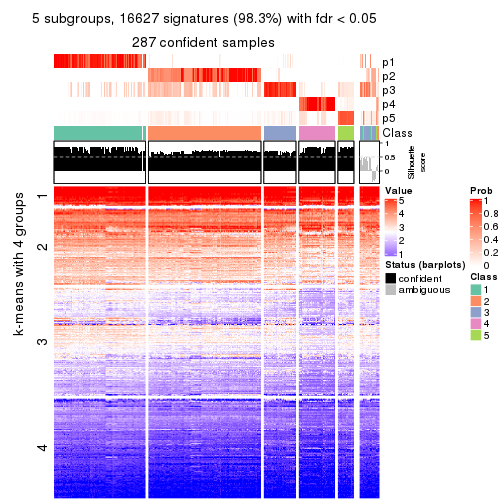 5 subgroups, 16627 signatures (98.3%) with fdr < 0.05
287 confident samples
p1
p2
p3
p4
p5
Class
1
0.5
0
Silhouette
score
k-means with 4 groups
1
2
3
4
Value
5
4
3
2
1
Status (barplots)
confident
ambiguous
Prob
1
0.8
0.6
0.4
0.2
0
Class
1
2
3
4
5